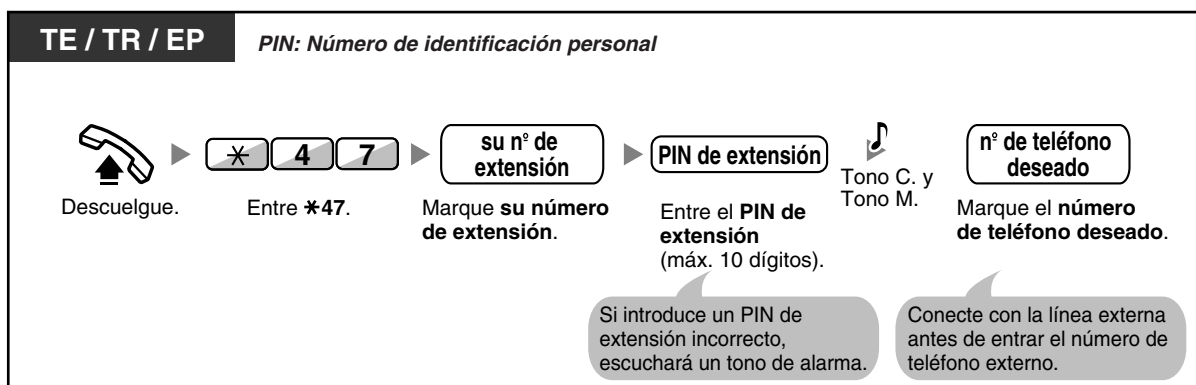 TE / TR / EP
PIN: Número de identificación personal
* 4 7
su nº de
extensión
PIN de extensión
nº de teléfono
deseado
Descuelgue.
Entre *47.
Marque su número
de extensión.
Entre el PIN de
extensión
(máx. 10 dígitos).
Tono C. y
Tono M.
Marque el número
de teléfono deseado.
Si introduce un PIN de
extensión incorrecto,
escuchará un tono de alarma.
Conecte con la línea externa
antes de entrar el número de
teléfono externo.